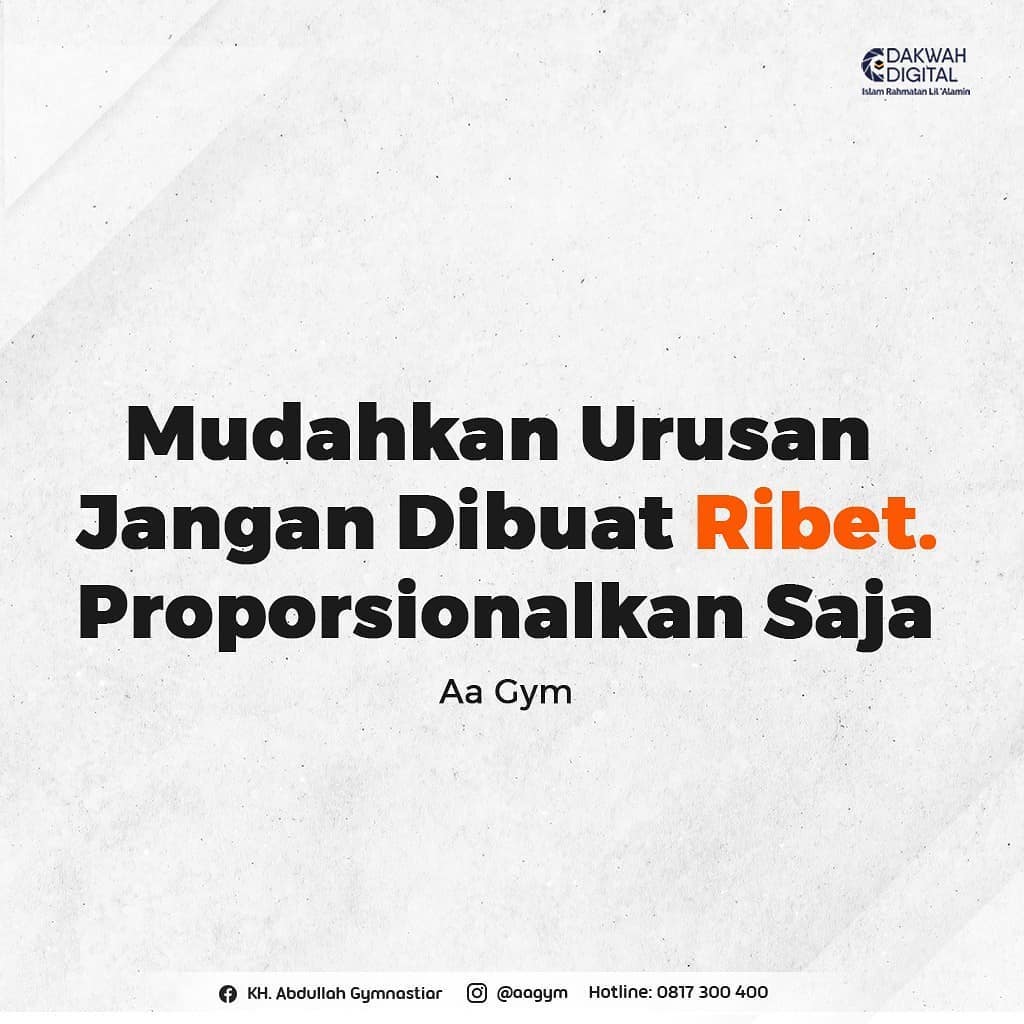 DAKWAH
DIGITAL
Islam Rahmatan Lil 'Alamin
Mudahkan Urusan
Jangan Dibuat Ribet.
Proporsionalkan Saja
Aa Gym
KH. Abdullah Gymnastiar @aagym Hotline: 0817 300 400